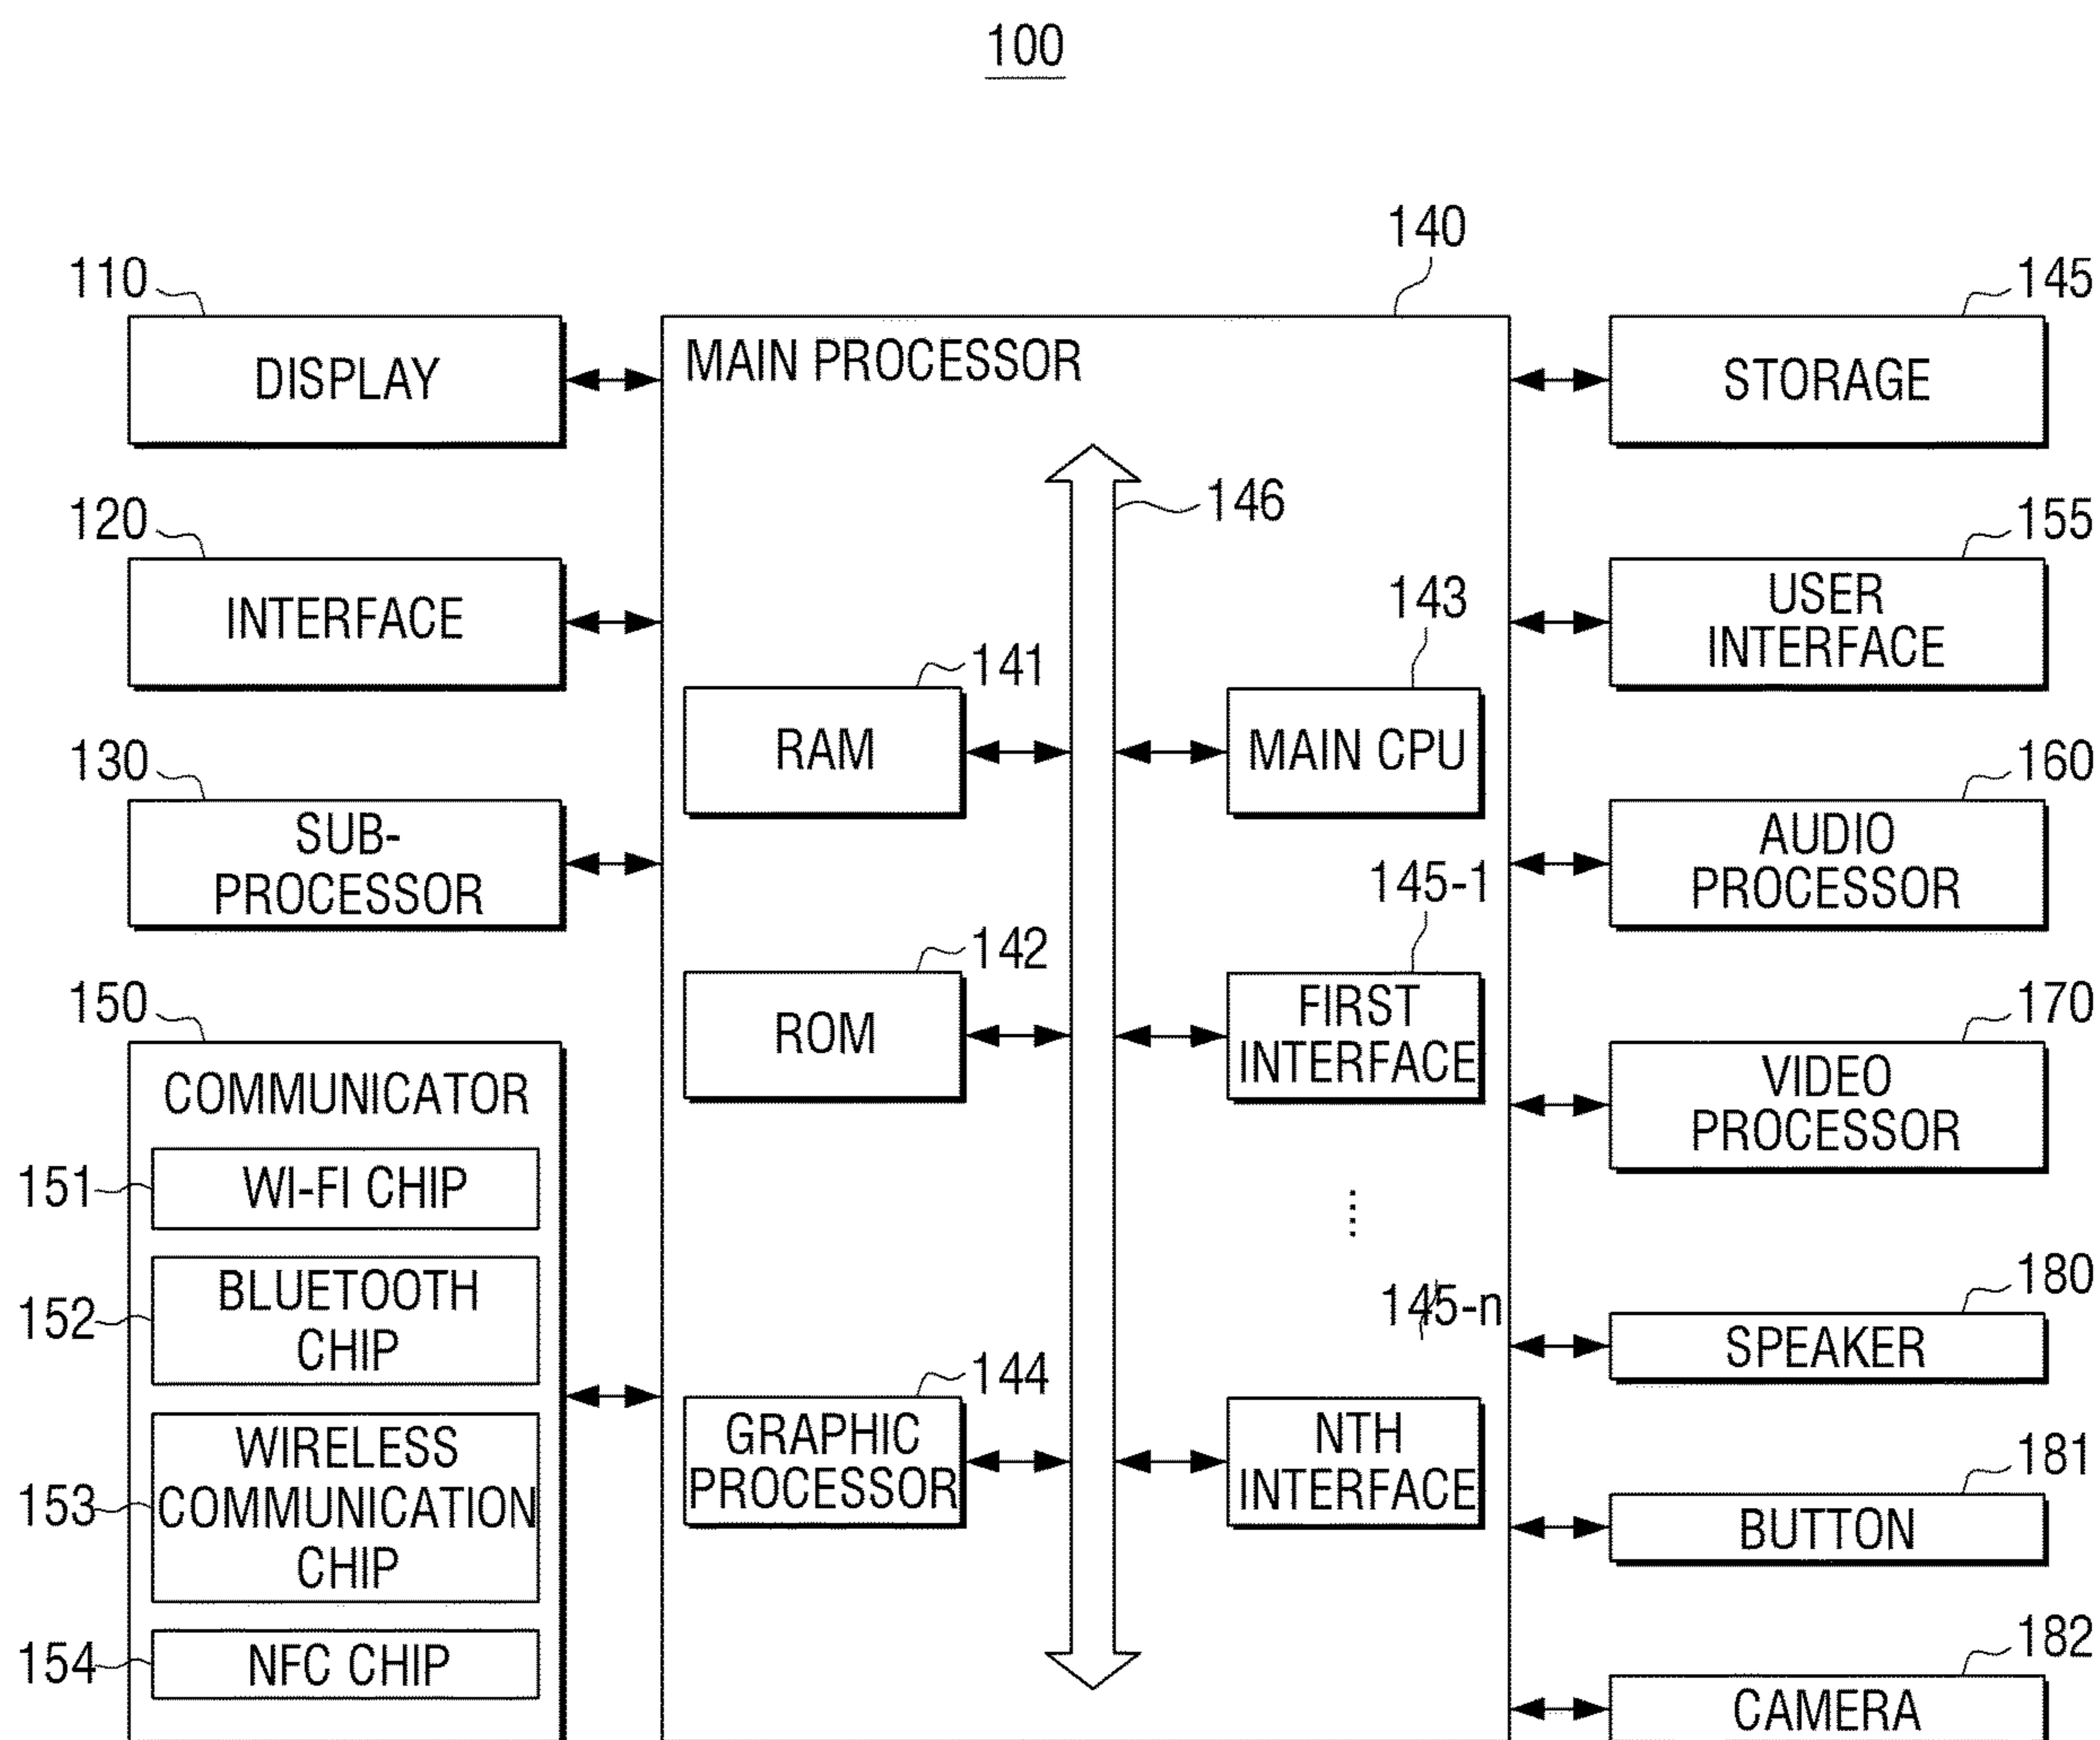 100
140
110
145
DISPLAY
MAIN PROCESSOR
STORAGE
146
120
155
INTERFACE
USER
INTERFACE
143
141
RAM
MAIN CPU
130
160
SUB-
PROCESSOR
AUDIO
PROCESSOR
145-1
142
ROM
FIRST
INTERFACE
150
170
COMMUNICATOR
VIDEO
PROCESSOR
151
WI-FI CHIP
152
BLUETOOTH
CHIP
145-n
180
SPEAKER
144
GRAPHIC
PROCESSOR
NTH
INTERFACE
153
WIRELESS
COMMUNICATION
CHIP
181
BUTTON
154
NFC CHIP
182
CAMERA